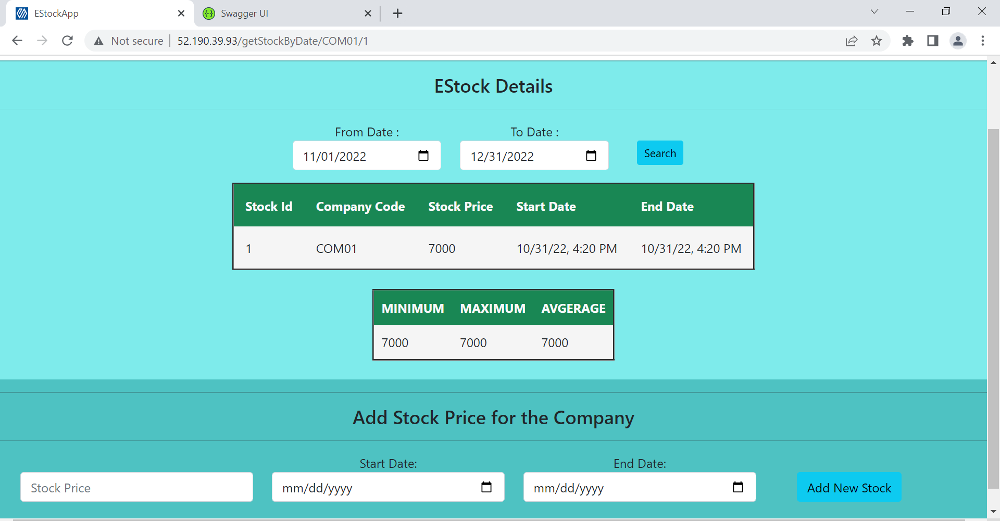 EStockApp
Swagger UI
Not secure 52.190.39.93/getStockByDate/COM01/1
EStock Details
From Date : To Date :
11/01/2022 12/31/2022 Search
Stock Id Company Code Stock Price Start Date End Date
1 COM01 7000 10/31/22, 4:20 PM 10/31/22, 4:20 PM
MINIMUM MAXIMUM AVGERAGE
7000 7000 7000
Add Stock Price for the Company
Start Date: End Date:
Stock Price mm/dd/yyyy mm/dd/yyyy Add New Stock